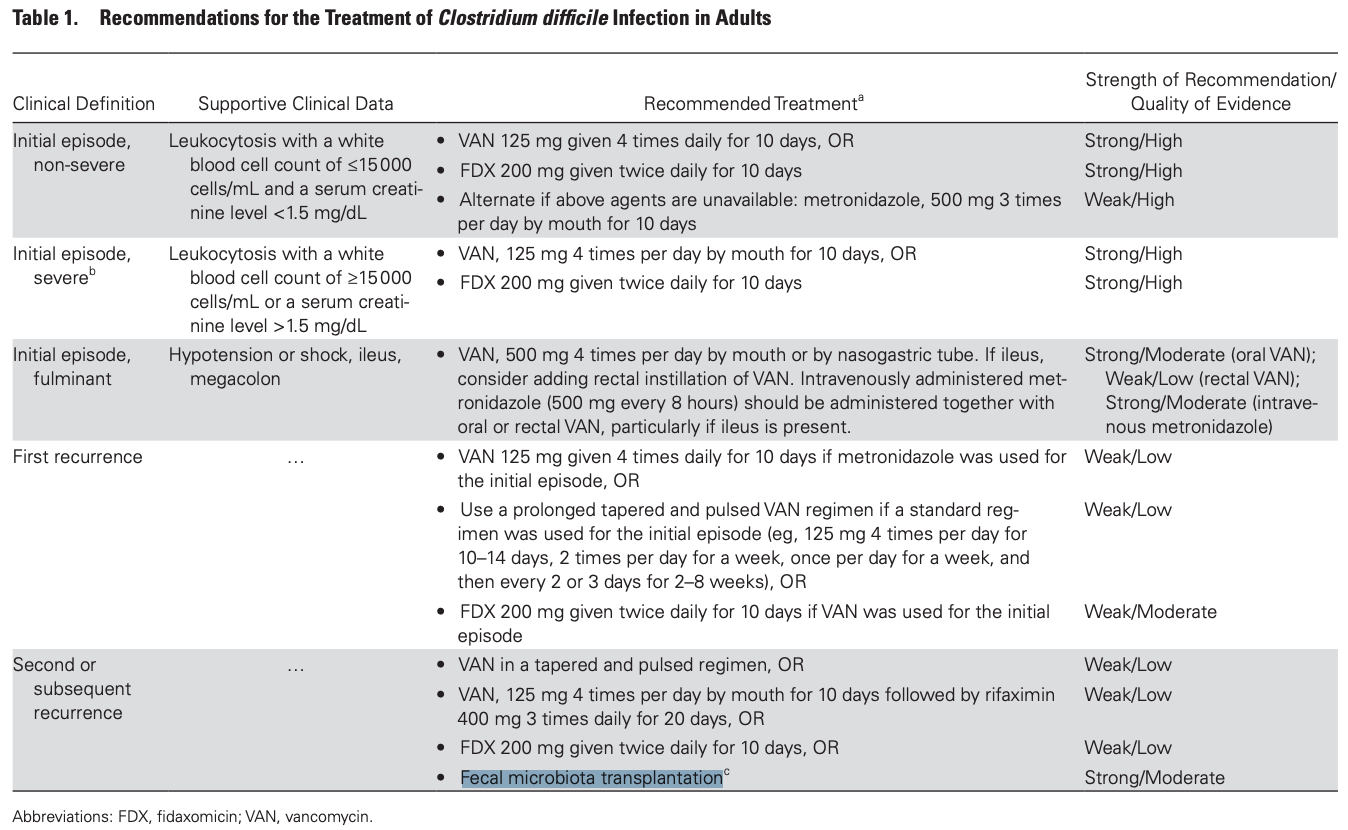 Table 1. Recommendations for the Treatment of Clostridium difficile Infection in Adults
Clinical Definition
Supportive Clinical Data
Recommended Treatmentª
Strength of Recommendation/
Quality of Evidence
Initial episode,
non-severe
Leukocytosis with a white
blood cell count of ≤15 000
cells/mL and a serum creati-
nine level <1.5 mg/dL
• VAN 125 mg given 4 times daily for 10 days, OR
Strong/High
• FDX 200 mg given twice daily for 10 days
Strong/High
• Alternate if above agents are unavailable: metronidazole, 500 mg 3 times
per day by mouth for 10 days
Weak/High
Initial episode,
severeᵇ
Leukocytosis with a white
blood cell count of ≥15 000
cells/mL or a serum creati-
nine level >1.5 mg/dL
• VAN, 125 mg 4 times per day by mouth for 10 days, OR
Strong/High
• FDX 200 mg given twice daily for 10 days
Strong/High
Initial episode,
fulminant
Hypotension or shock, ileus,
megacolon
• VAN, 500 mg 4 times per day by mouth or by nasogastric tube. If ileus,
consider adding rectal instillation of VAN. Intravenously administered met-
ronidazole (500 mg every 8 hours) should be administered together with
oral or rectal VAN, particularly if ileus is present.
Strong/Moderate (oral VAN);
Weak/Low (rectal VAN);
Strong/Moderate (intrave-
nous metronidazole)
First recurrence
...
• VAN 125 mg given 4 times daily for 10 days if metronidazole was used for
the initial episode, OR
Weak/Low
• Use a prolonged tapered and pulsed VAN regimen if a standard reg-
imen was used for the initial episode (eg, 125 mg 4 times per day for
10–14 days, 2 times per day for a week, once per day for a week, and
then every 2 or 3 days for 2–8 weeks), OR
Weak/Low
• FDX 200 mg given twice daily for 10 days if VAN was used for the initial
episode
Weak/Moderate
Second or
subsequent
recurrence
...
• VAN in a tapered and pulsed regimen, OR
Weak/Low
• VAN, 125 mg 4 times per day by mouth for 10 days followed by rifaximin
400 mg 3 times daily for 20 days, OR
Weak/Low
• FDX 200 mg given twice daily for 10 days, OR
Weak/Low
• Fecal microbiota transplantationᶜ
Strong/Moderate
Abbreviations: FDX, fidaxomicin; VAN, vancomycin.